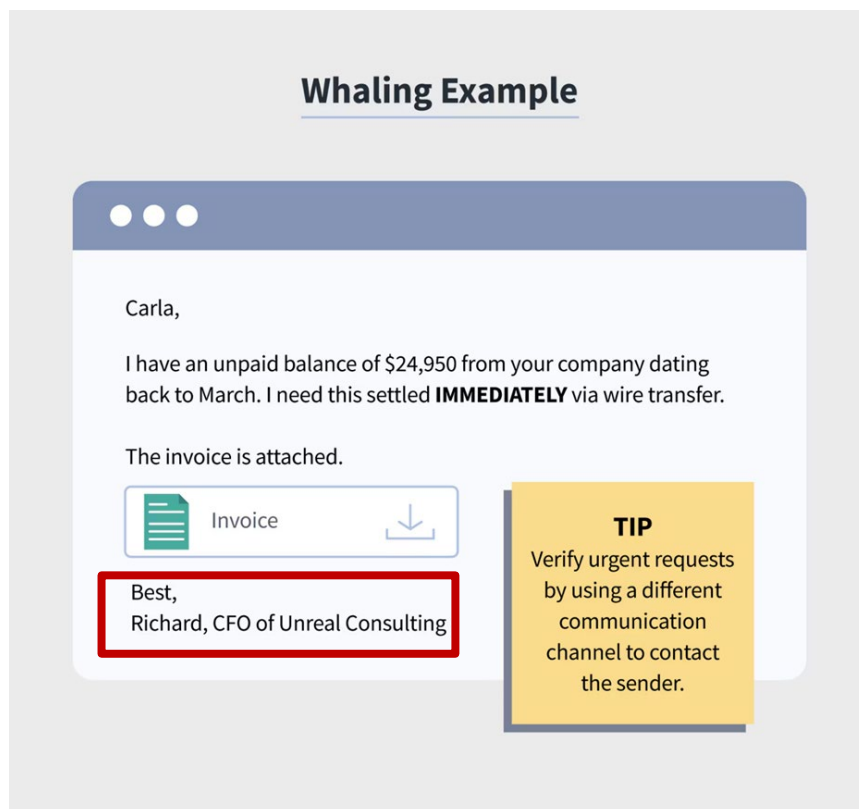 Whaling Example
Carla,
I have an unpaid balance of $24,950 from your company dating
back to March. I need this settled IMMEDIATELY via wire transfer.
The invoice is attached.
Invoice
Best,
Richard, CFO of Unreal Consulting
TIP
Verify urgent requests
by using a different
communication
channel to contact
the sender.